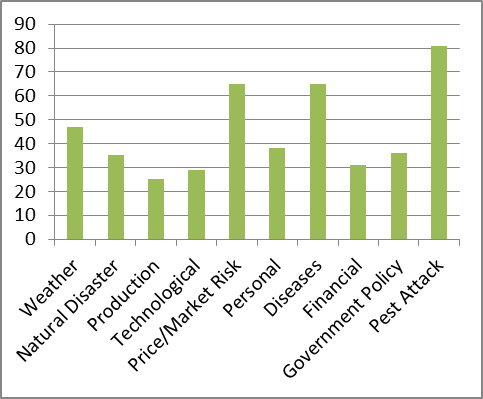 90
80
70
60
50
40
30
20
10
0
Weather
Natural Disaster
Production
Technological
Price/Market Risk
Personal
Diseases
Financial
Government Policy
Pest Attack